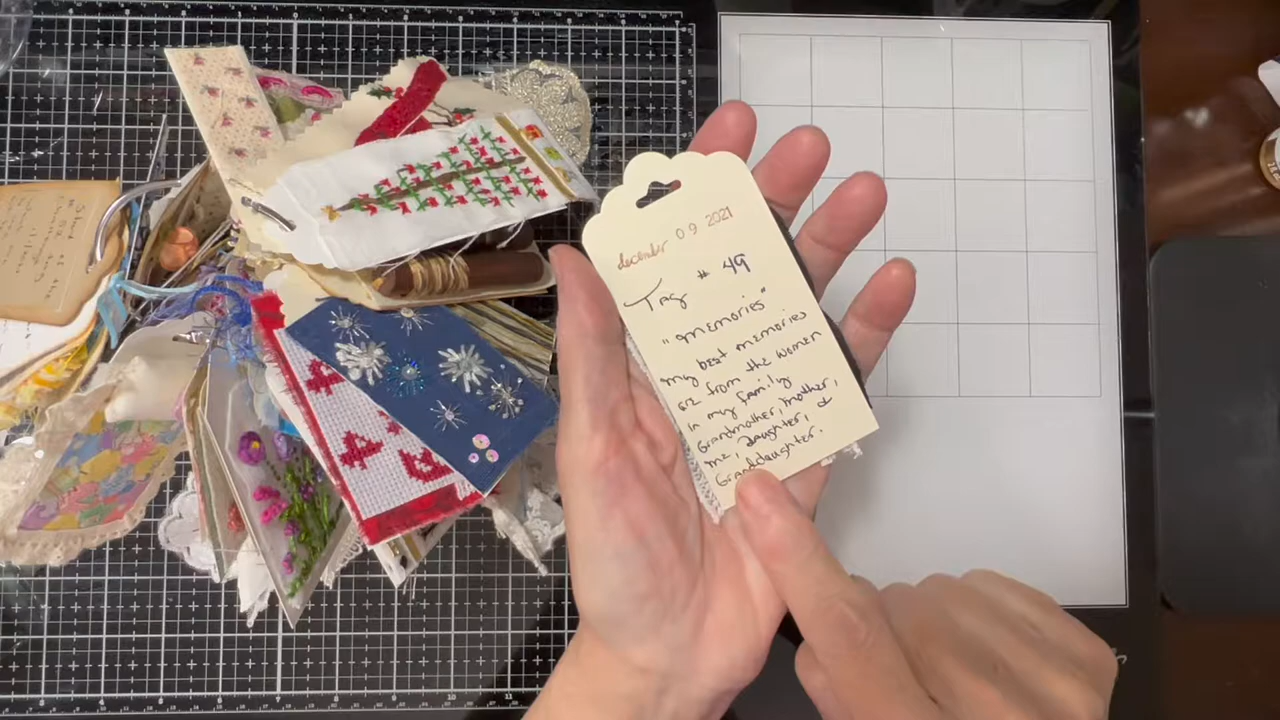 december 09 2021
Tag # 49
"memories"
my best memories
are from the women
in my family
Grandmother, mother,
me, daughter, &
Granddaughter.